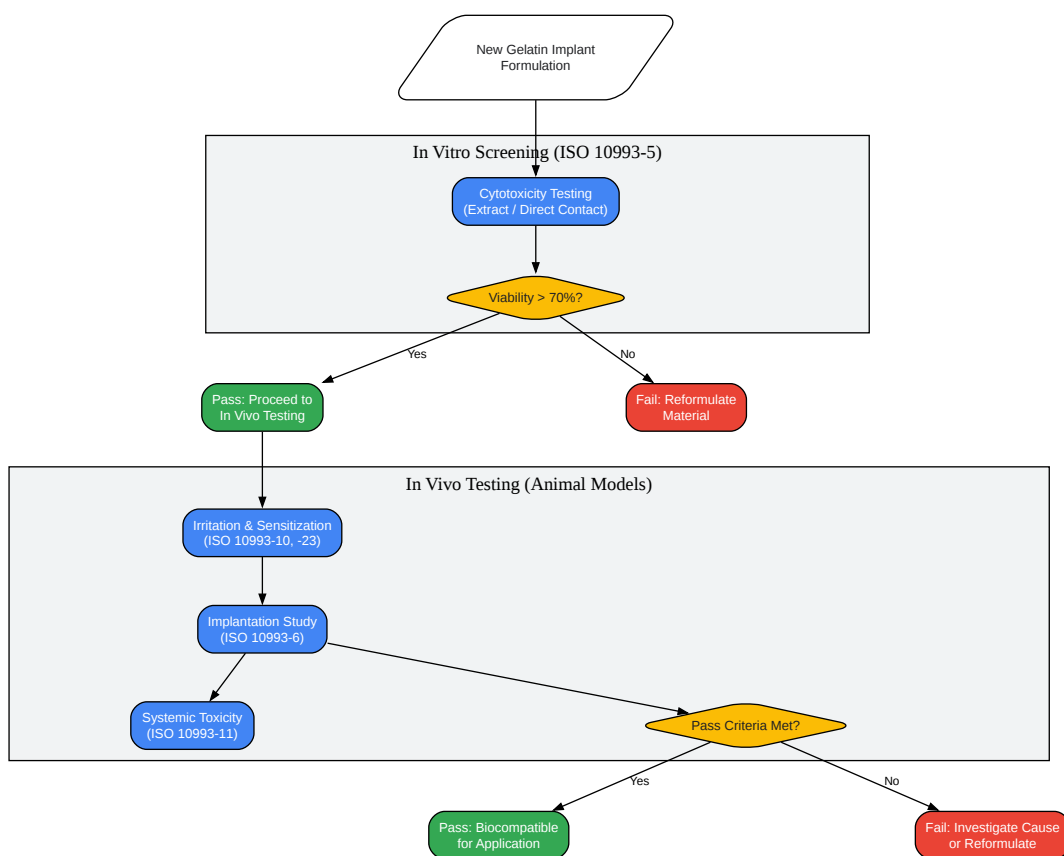 New Gelatin Implant
Formulation
In Vitro Screening (ISO 10993-5)
Cytotoxicity Testing
(Extract / Direct Contact)
Viability > 70%?
Yes
No
Pass: Proceed to
In Vivo Testing
Fail: Reformulate
Material
In Vivo Testing (Animal Models)
Irritation & Sensitization
(ISO 10993-10, -23)
Implantation Study
(ISO 10993-6)
Systemic Toxicity
(ISO 10993-11)
Pass Criteria Met?
Yes
No
Pass: Biocompatible
for Application
Fail: Investigate Cause
or Reformulate